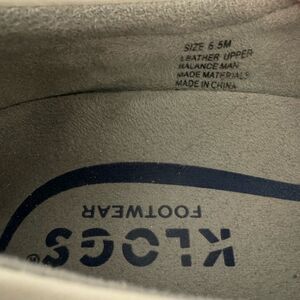 SIZE 6.5M
LEATHER UPPER
BALANCE MAN
MADE MATERIALS
MADE IN CHINA
KLOGS®
FOOTWEAR